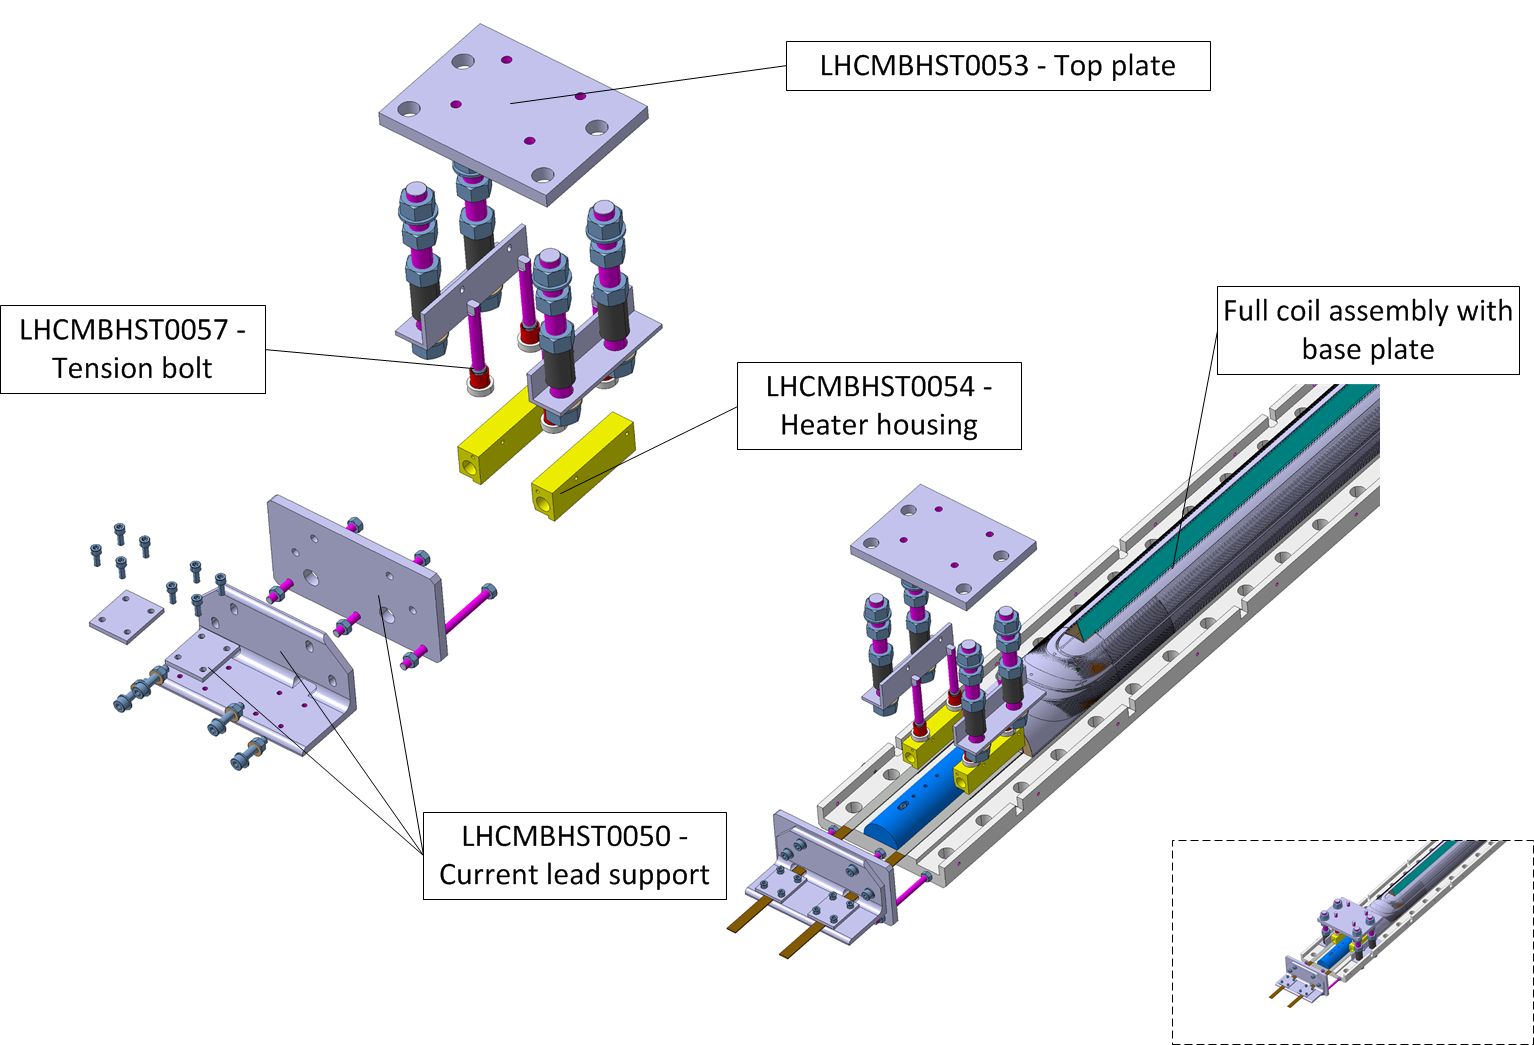 LHCMBHST0053 - Top plate
Full coil assembly with
base plate
LHCMBHST0057 -
Tension bolt
LHCMBHST0054 -
Heater housing
LHCMBHST0050 -
Current lead support